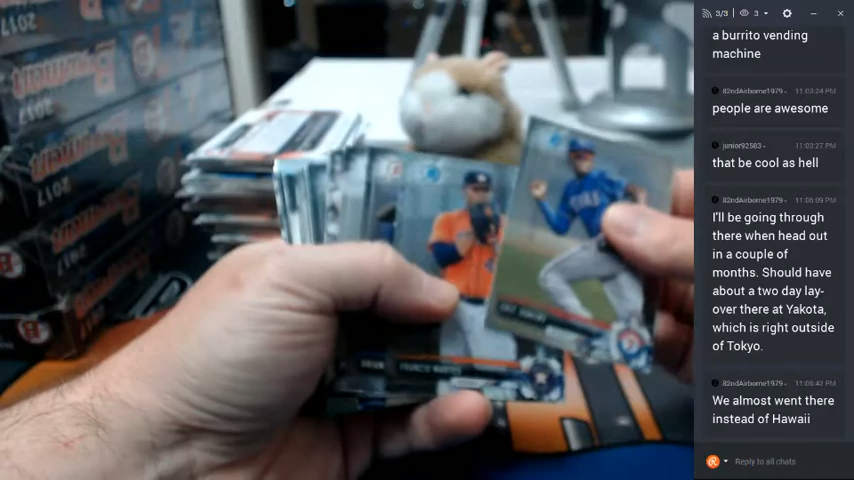 3/3
3
a burrito vending
machine
82ndAirborne1979
11:03:24 PM
people are awesome
junior92583
11:03:27 PM
that be cool as hell
82ndAirborne1979
11:06:09 PM
I'll be going through
there when head out
in a couple of
months. Should have
about a two day lay-
over there at Yakota,
which is right outside
of Tokyo.
82ndAirborne1979
11:06:42 PM
We almost went there
instead of Hawaii
Reply to all chats
Bowman
2017
2017
2017